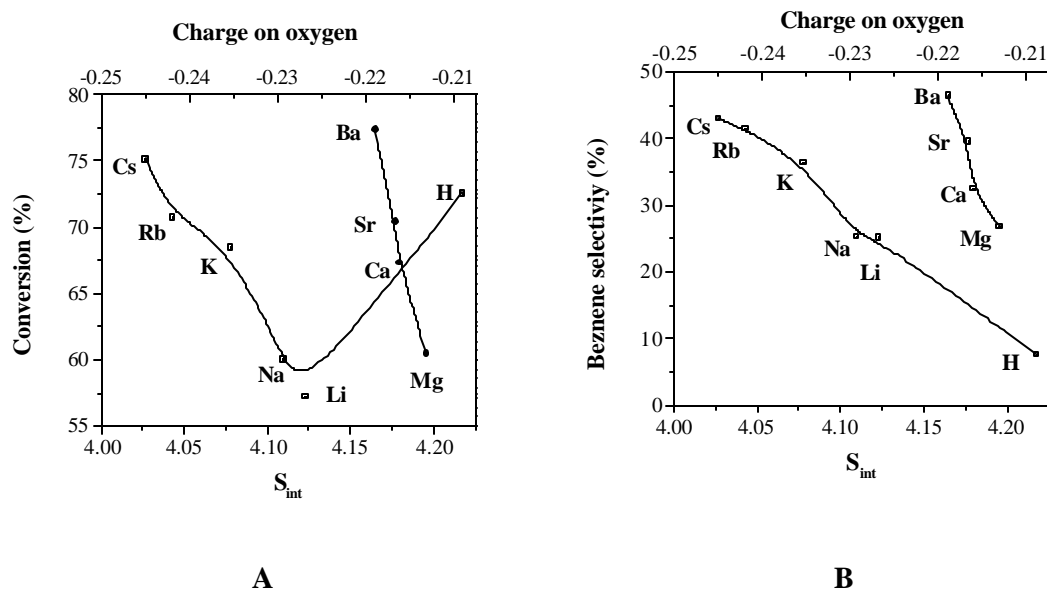 Charge on oxygen
-0.25 -0.24 -0.23 -0.22 -0.21
80
75
70
65
60
55
Conversion (%)
Cs
Rb
K
Na
Li
Ba
Sr
Ca
Mg
H
4.00 4.05 4.10 4.15 4.20
S_int
A
Charge on oxygen
-0.25 -0.24 -0.23 -0.22 -0.21
50
40
30
20
10
0
Beznene selectiviy (%)
Cs
Rb
K
Na
Li
Ba
Sr
Ca
Mg
H
4.00 4.05 4.10 4.15 4.20
S_int
B